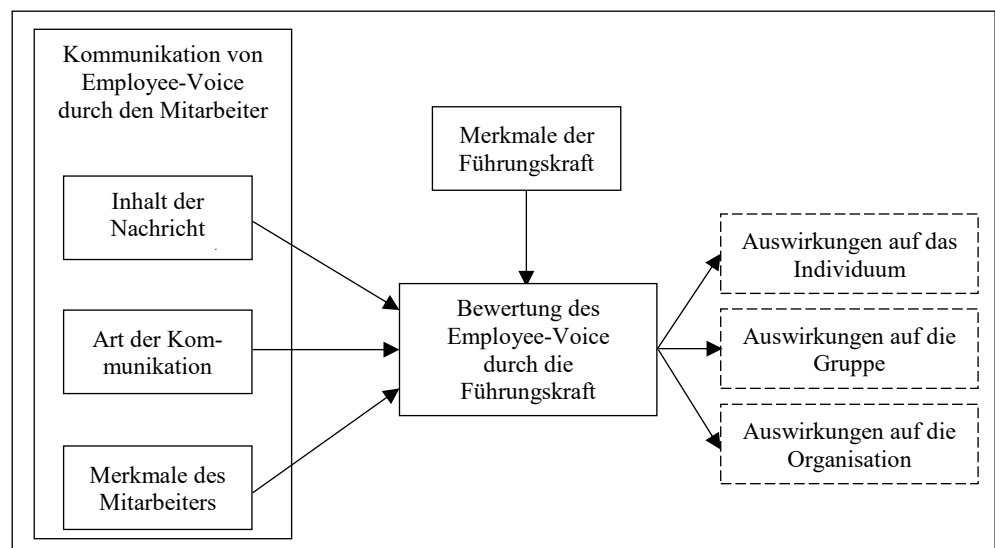 Kommunikation von
Employee-Voice
durch den Mitarbeiter
Inhalt der
Nachricht
Art der Kom-
munikation
Merkmale des
Mitarbeiters
Merkmale der
Führungskraft
Bewertung des
Employee-Voice
durch die
Führungskraft
Auswirkungen auf das
Individuum
Auswirkungen auf die
Gruppe
Auswirkungen auf die
Organisation